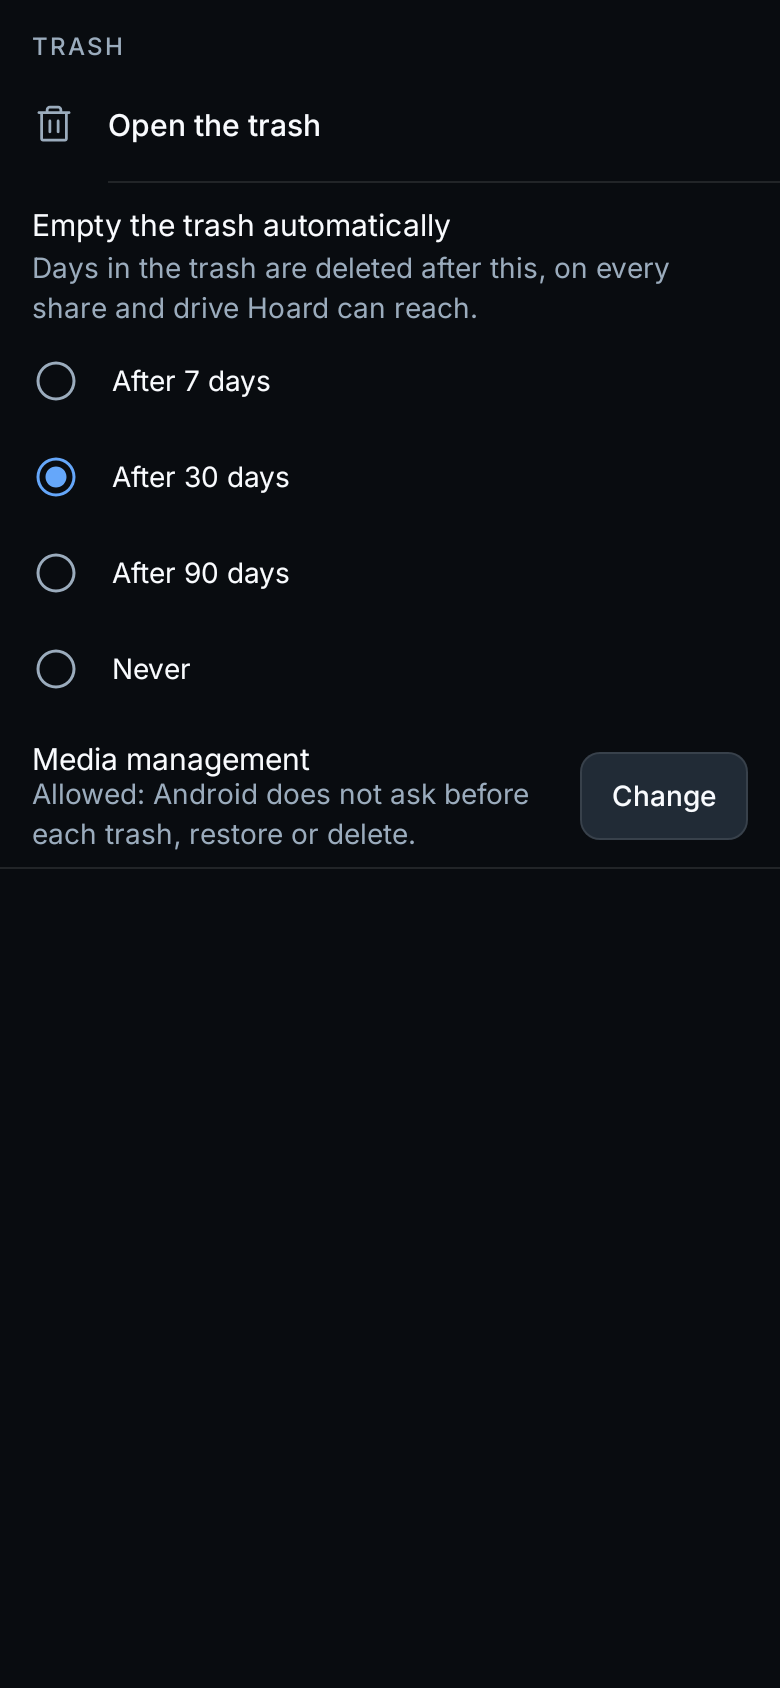 TRASH
Open the trash
Empty the trash automatically
Days in the trash are deleted after this, on every
share and drive Hoard can reach.
After 7 days
After 30 days
After 90 days
Never
Media management
Allowed: Android does not ask before
each trash, restore or delete.
Change